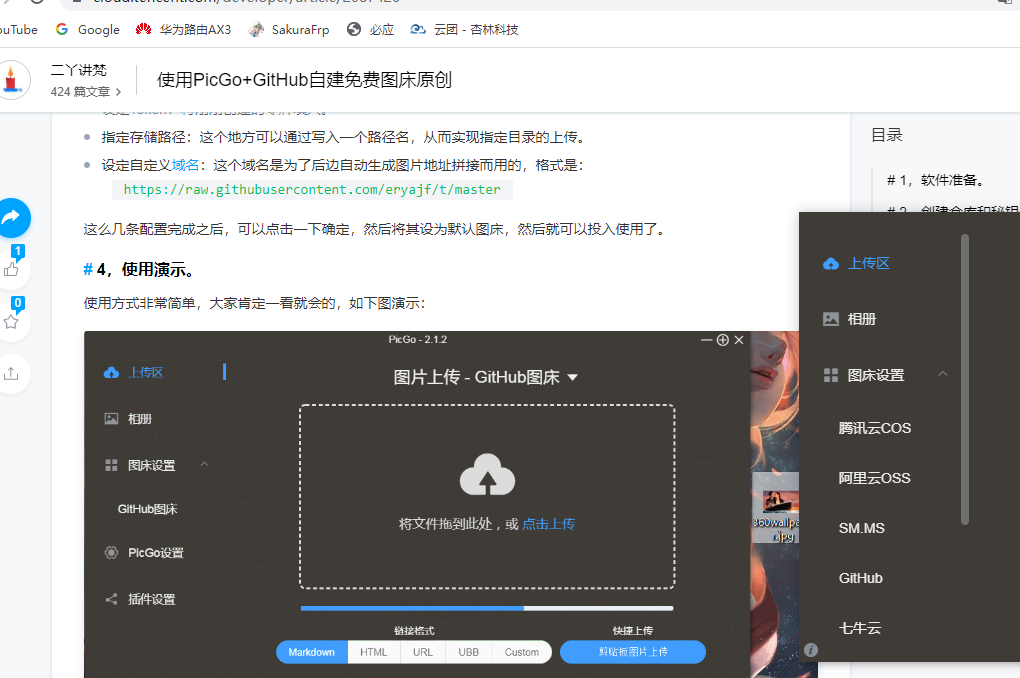 YouTube Google 华为路由AX3 SakuraFrp 必应 云团 - 杏林科技
二丫讲梵
424 篇文章
使用PicGo+GitHub自建免费图床原创
指定存储路径：这个地方可以通过写入一个路径名，从而实现指定目录的上传。
设定自定义域名：这个域名是为了后边自动生成图片地址拼接而用的，格式是：
https://raw.githubusercontent.com/eryajf/t/master
这么几条配置完成之后，可以点击一下确定，然后将其设为默认图床，然后就可以投入使用了。
# 4，使用演示。
使用方式非常简单，大家肯定一看就会的，如下图演示：
1
0
PicGo - 2.1.2
上传区
相册
图床设置
GitHub图床
PicGo设置
插件设置
图片上传 - GitHub图床
将文件拖到此处，或 点击上传
链接格式
快捷上传
Markdown HTML URL UBB Custom
剪贴板图片上传
360wallpa
r.jpg
目录
# 1，软件准备。
上传区
相册
图床设置
腾讯云COS
阿里云OSS
SM.MS
GitHub
七牛云